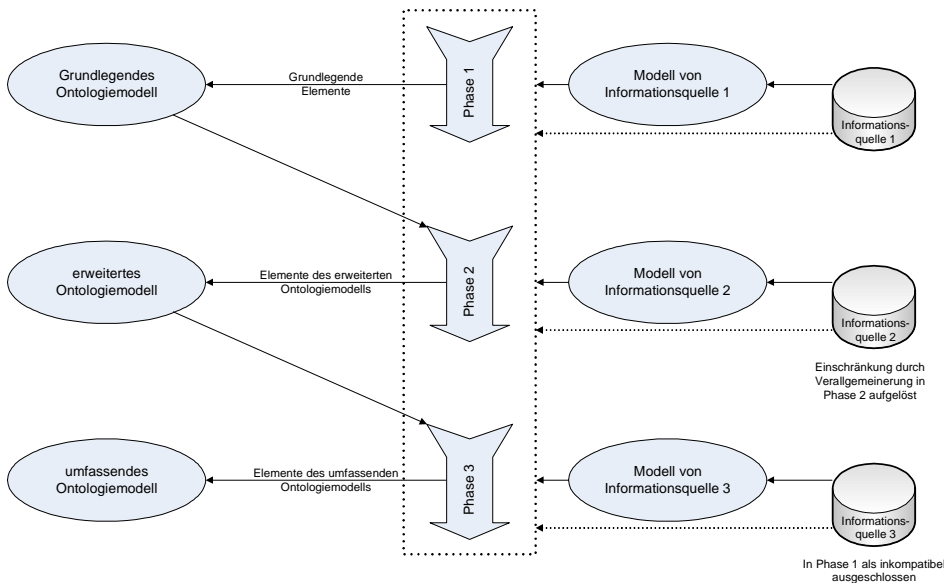 Grundlegendes
Ontologiemodell
Grundlegende
Elemente
Phase 1
Modell von
Informationsquelle 1
Informations-
quelle 1
erweitertes
Ontologiemodell
Elemente des erweiterten
Ontologiemodells
Phase 2
Modell von
Informationsquelle 2
Informations-
quelle 2
Einschränkung durch
Verallgemeinerung in
Phase 2 aufgelöst
umfassendes
Ontologiemodell
Elemente des umfassenden
Ontologiemodells
Phase 3
Modell von
Informationsquelle 3
Informations-
quelle 3
In Phase 1 als inkompatibel
ausgeschlossen